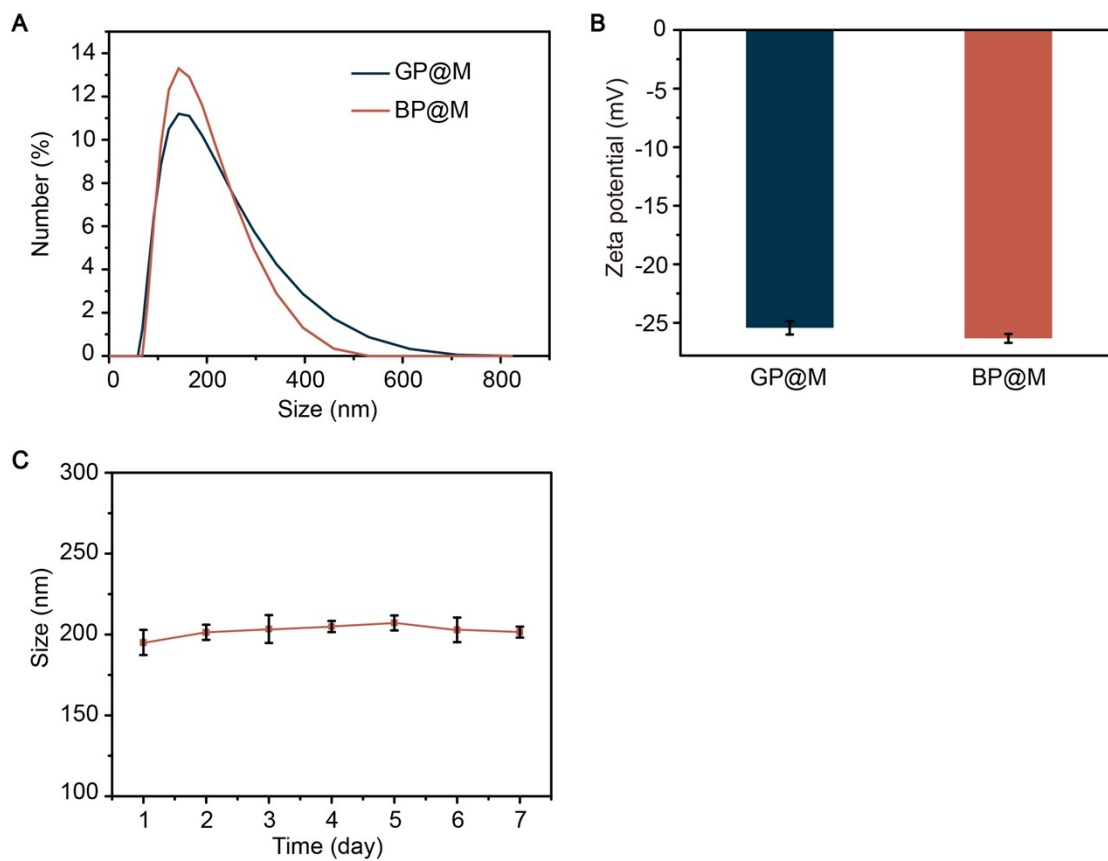 A
14
12
10
8
6
4
2
0
Number (%)
GP@M
BP@M
0 200 400 600 800
Size (nm)
B
0
-5
-10
-15
-20
-25
Zeta potential (mV)
GP@M BP@M
C
300
250
200
150
100
Size (nm)
1 2 3 4 5 6 7
Time (day)